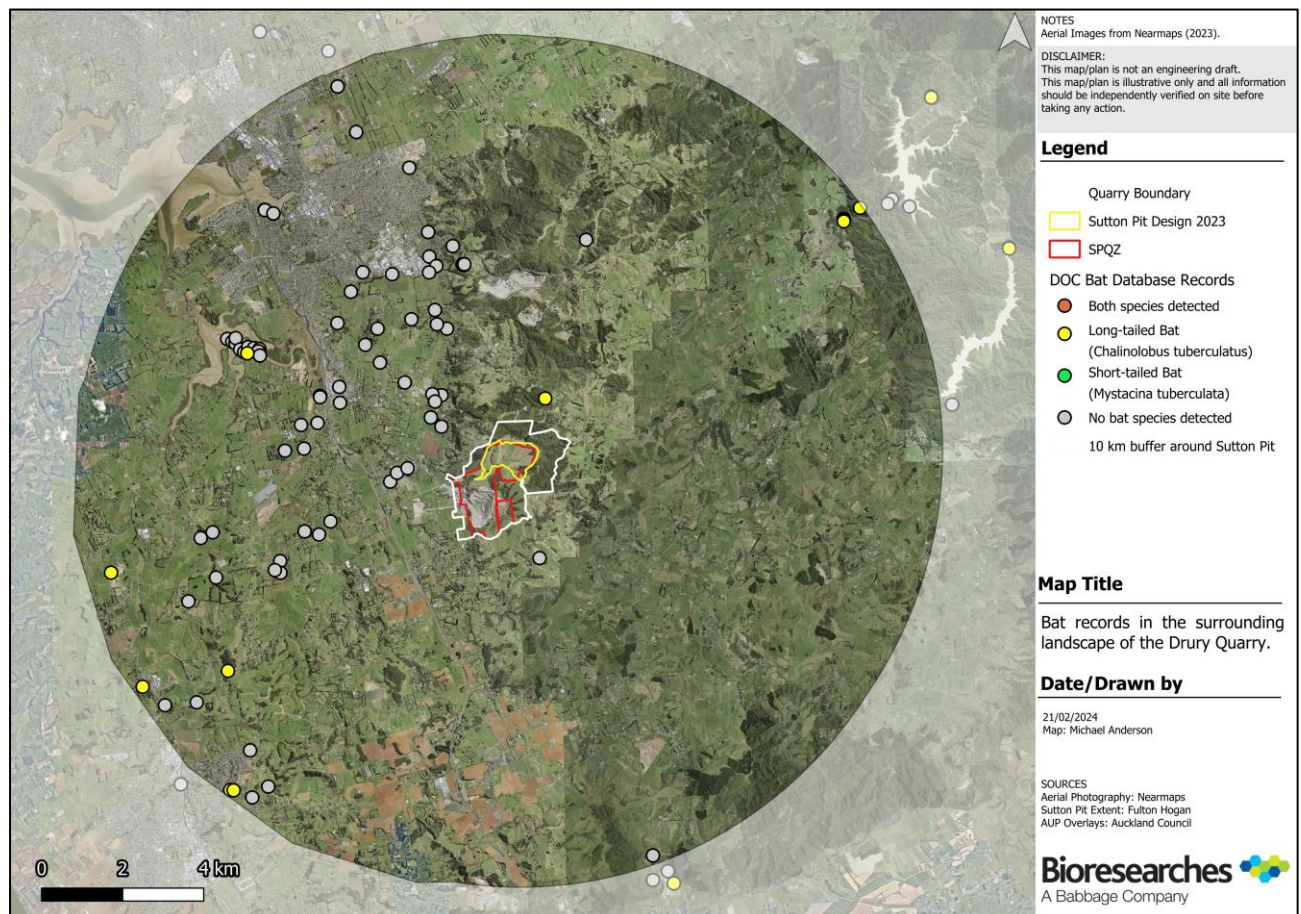 NOTES
Aerial Images from Nearmaps (2023).
DISCLAIMER:
This map/plan is not an engineering draft.
This map/plan is illustrative only and all information
should be independently verified on site before
taking any action.
Legend
Quarry Boundary
Sutton Pit Design 2023
SPQZ
DOC Bat Database Records
Both species detected
Long-tailed Bat
(Chalinolobus tuberculatus)
Short-tailed Bat
(Mystacina tuberculata)
No bat species detected
10 km buffer around Sutton Pit
Map Title
Bat records in the surrounding
landscape of the Drury Quarry.
Date/Drawn by
21/02/2024
Map: Michael Anderson
SOURCES
Aerial Photography: Nearmaps
Sutton Pit Extent: Fulton Hogan
AUP Overlays: Auckland Council
Bioresearches
A Babbage Company
0 2 4 km